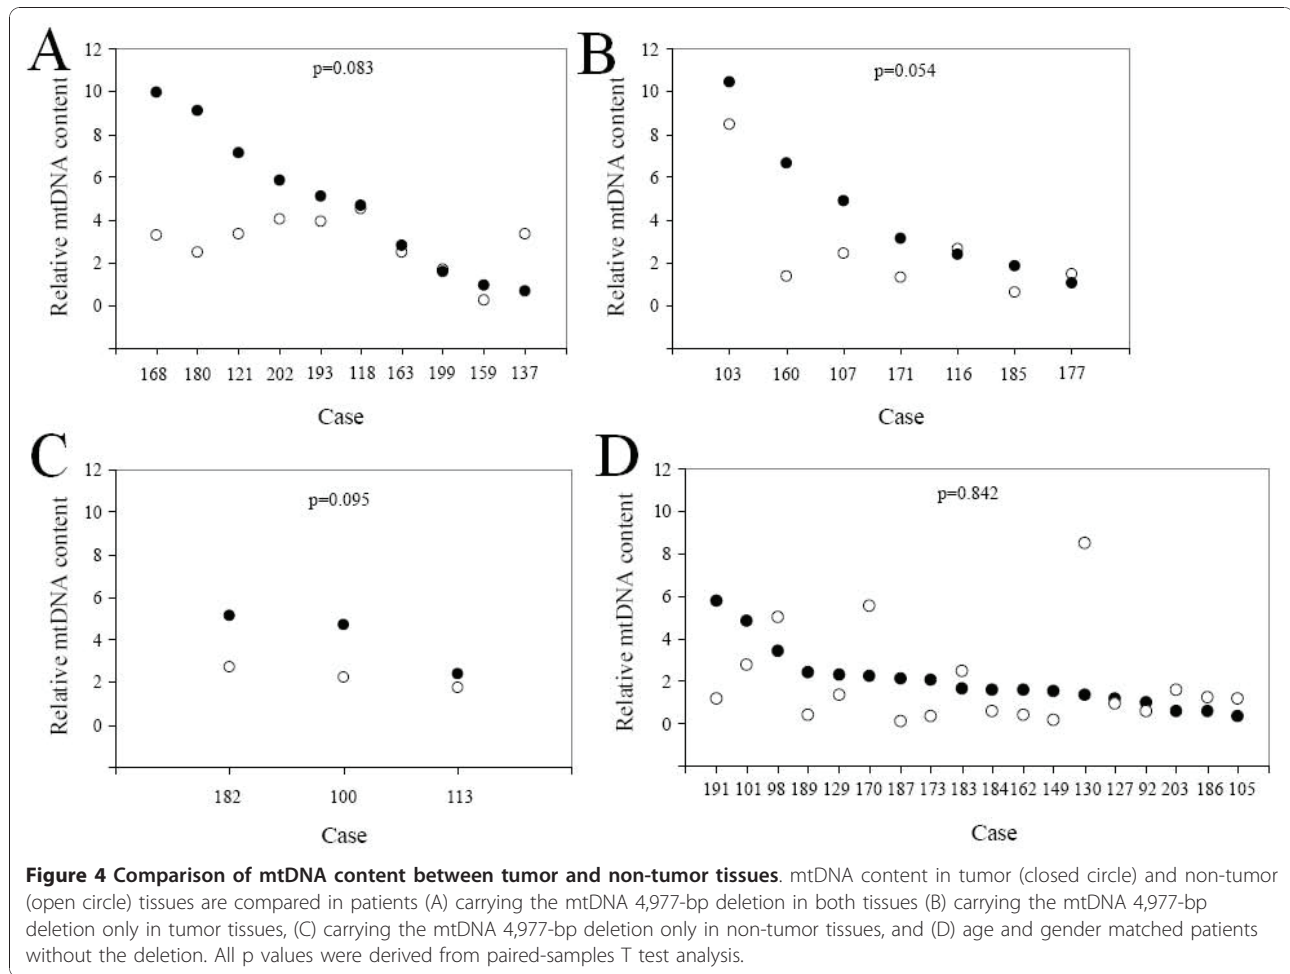 A
p=0.083
Relative mtDNA content
12
10
8
6
4
2
0
168 180 121 202 193 118 163 199 159 137
Case
B
p=0.054
Relative mtDNA content
12
10
8
6
4
2
0
103 160 107 171 116 185 177
Case
C
p=0.095
Relative mtDNA content
12
10
8
6
4
2
0
182 100 113
Case
D
p=0.842
Relative mtDNA content
12
10
8
6
4
2
0
191 101 98 189 129 170 187 173 183 184 162 149 130 127 92 203 186 105
Case
Figure 4 Comparison of mtDNA content between tumor and non-tumor tissues. mtDNA content in tumor (closed circle) and non-tumor
(open circle) tissues are compared in patients (A) carrying the mtDNA 4,977-bp deletion in both tissues (B) carrying the mtDNA 4,977-bp
deletion only in tumor tissues, (C) carrying the mtDNA 4,977-bp deletion only in non-tumor tissues, and (D) age and gender matched patients
without the deletion. All p values were derived from paired-samples T test analysis.